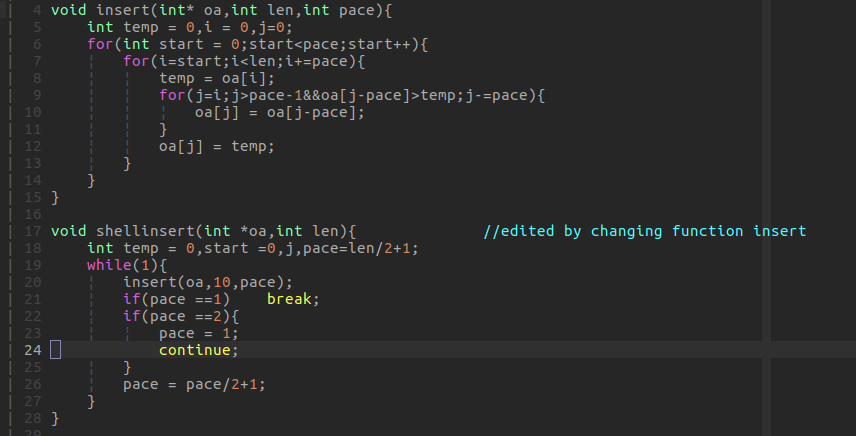 4 void insert(int* oa,int len,int pace){
5     int temp = 0,i = 0,j=0;
6     for(int start = 0;start<pace;start++){
7         for(i=start;i<len;i+=pace){
8             temp = oa[i];
9             for(j=i;j>pace-1&&oa[j-pace]>temp;j-=pace){
10                 oa[j] = oa[j-pace];
11             }
12             oa[j] = temp;
13         }
14     }
15 }
16
17 void shellinsert(int *oa,int len){              //edited by changing function insert
18     int temp = 0,start =0,j,pace=len/2+1;
19     while(1){
20         insert(oa,10,pace);
21         if(pace ==1)    break;
22         if(pace ==2){
23             pace = 1;
24             continue;
25         }
26         pace = pace/2+1;
27     }
28 }
29